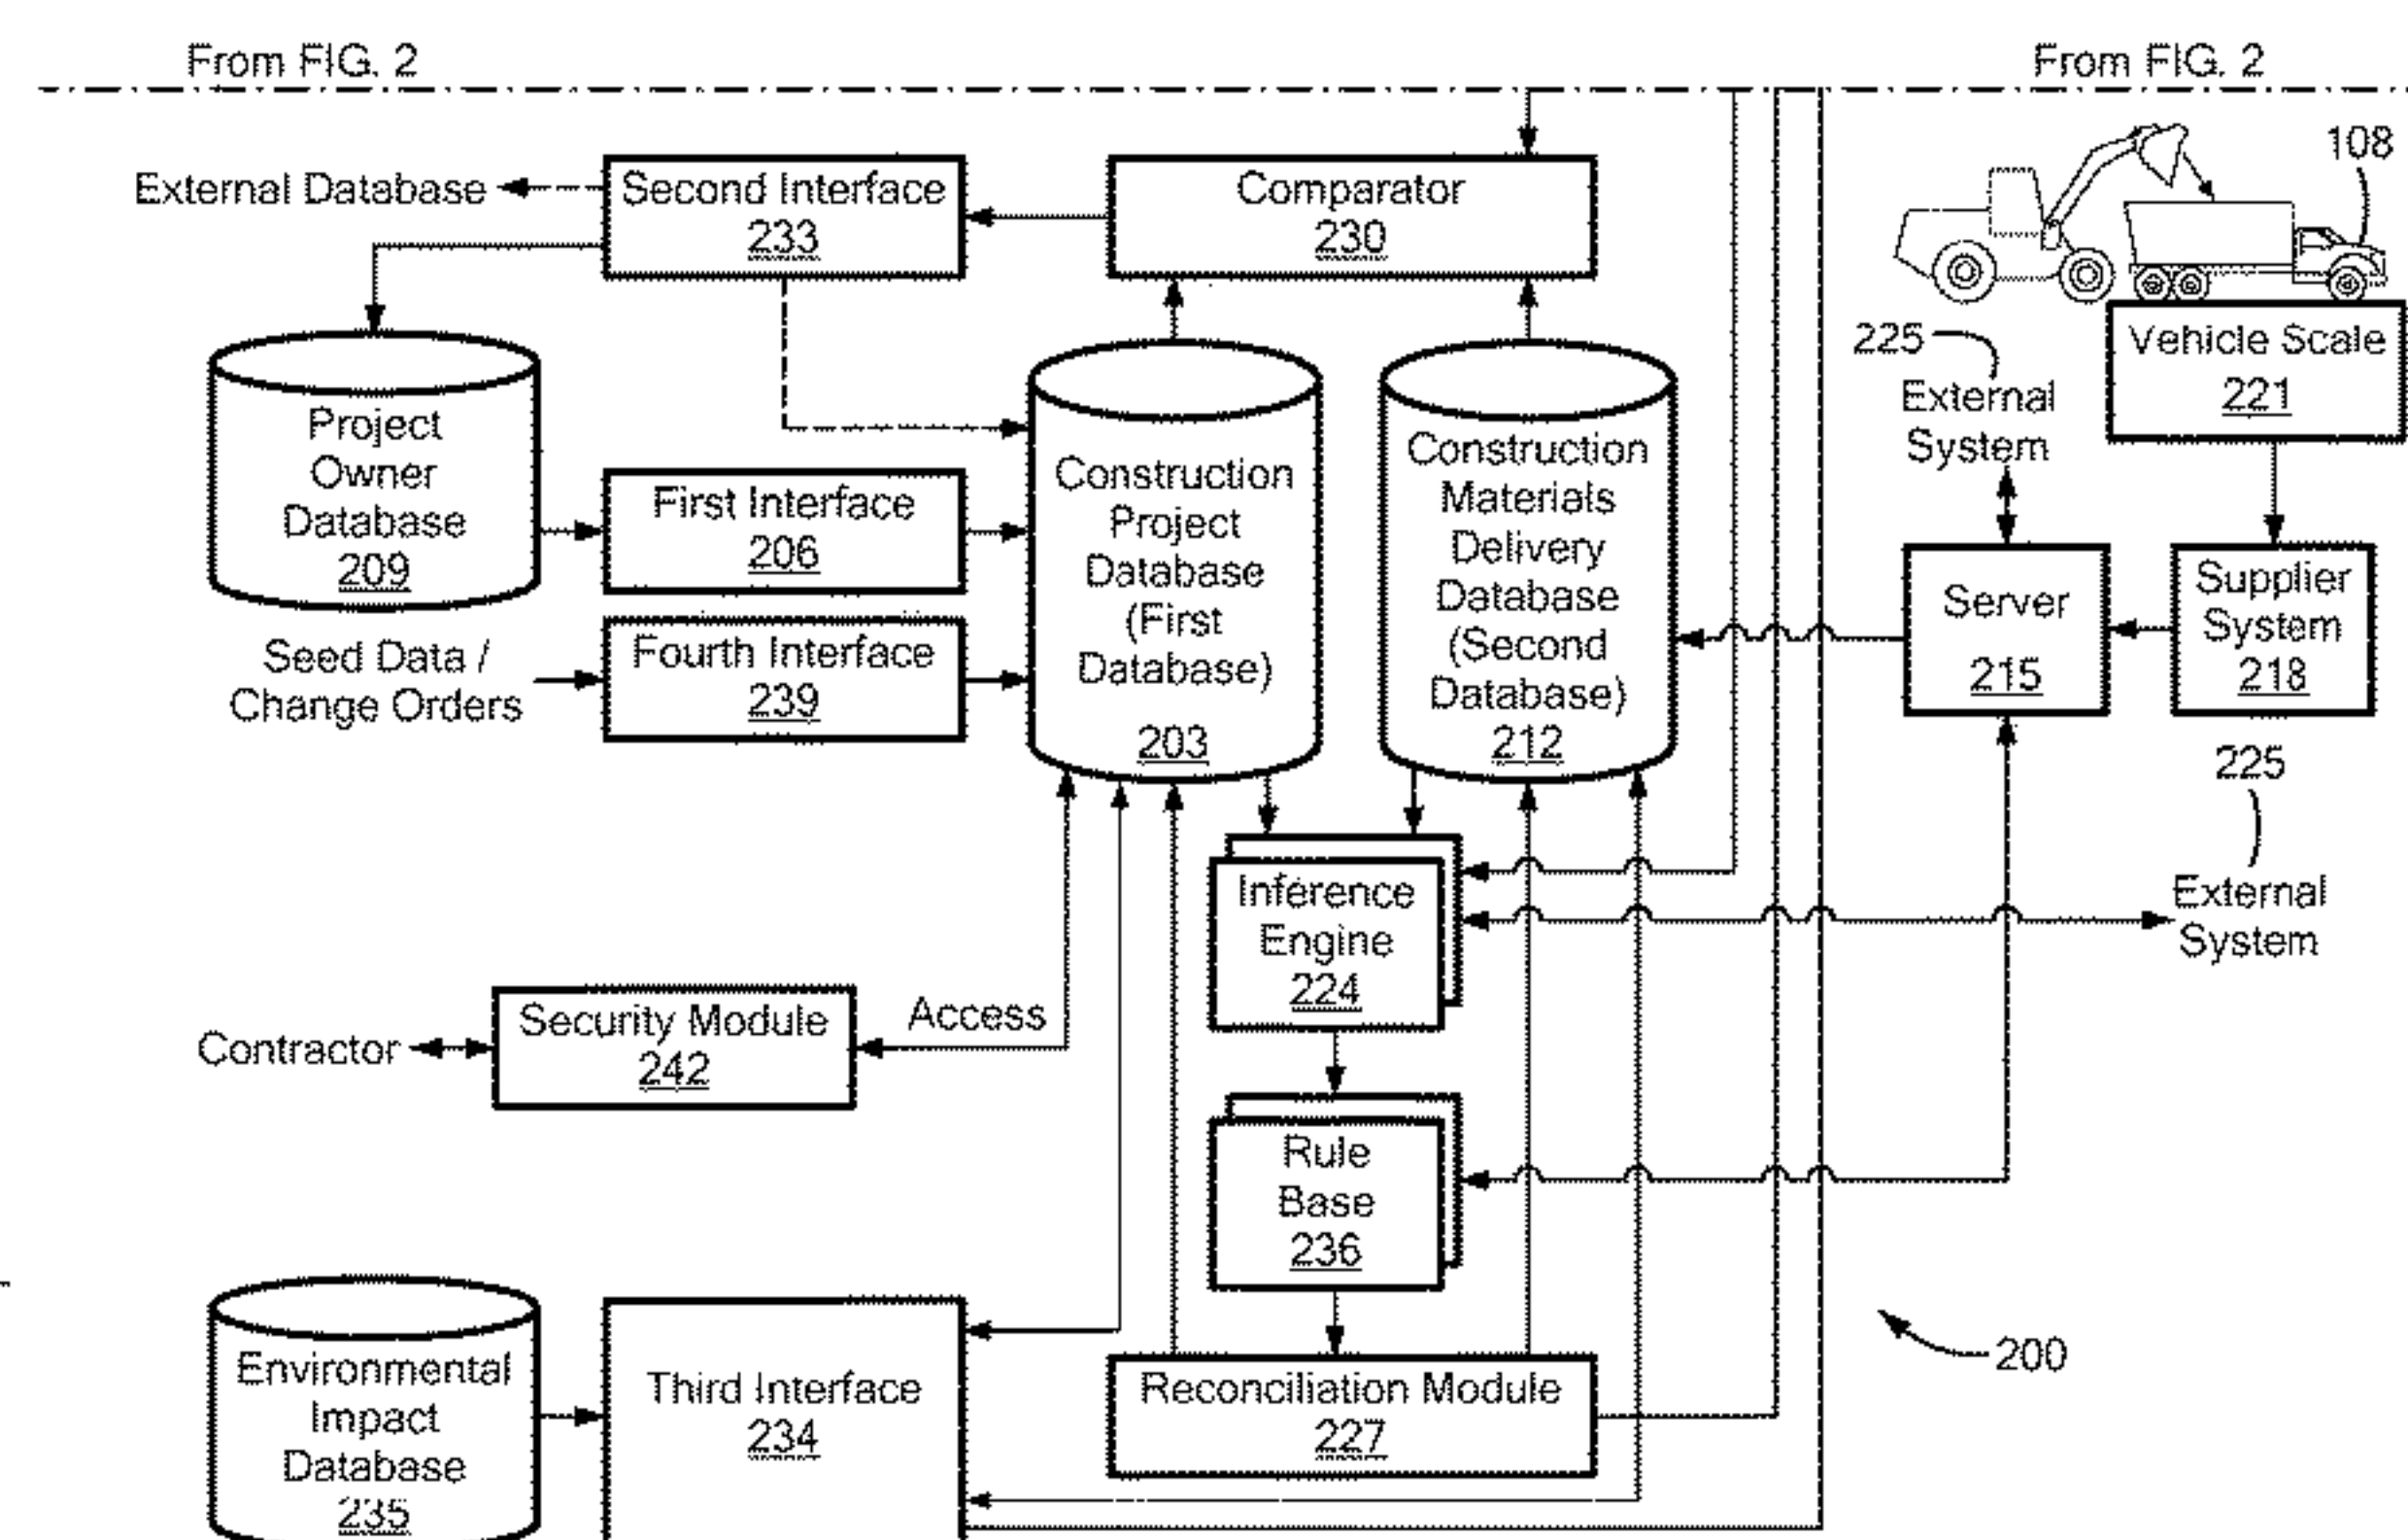 From FIG. 2
From FIG. 2
External Database
Second Interface
233
Comparator
230
108
225
External
System
Vehicle Scale
221
Project
Owner
Database
209
First Interface
206
Construction
Project
Database
(First
Database)
203
Construction
Materials
Delivery
Database
(Second
Database)
212
Server
215
Supplier
System
218
Seed Data /
Change Orders
Fourth Interface
239
225
External
System
Inference
Engine
224
Contractor
Security Module
242
Access
Rule
Base
236
Environmental
Impact
Database
235
Third Interface
234
Reconciliation Module
227
200